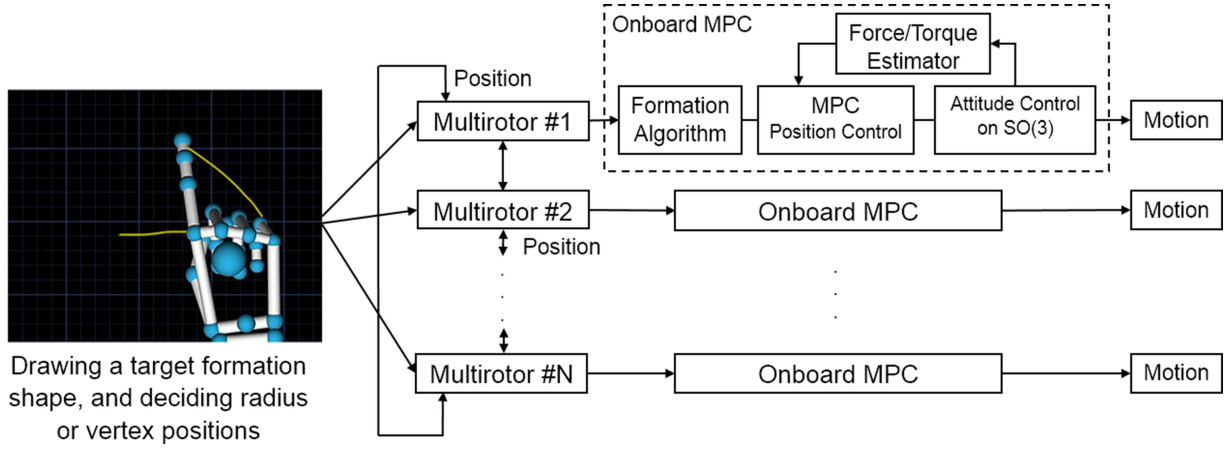 Onboard MPC
Force/Torque
Estimator
Position
Formation
Algorithm
MPC
Position Control
Attitude Control
on SO(3)
Multirotor #1
Motion
Multirotor #2
Onboard MPC
Motion
Position
Multirotor #N
Onboard MPC
Motion
Drawing a target formation
shape, and deciding radius
or vertex positions